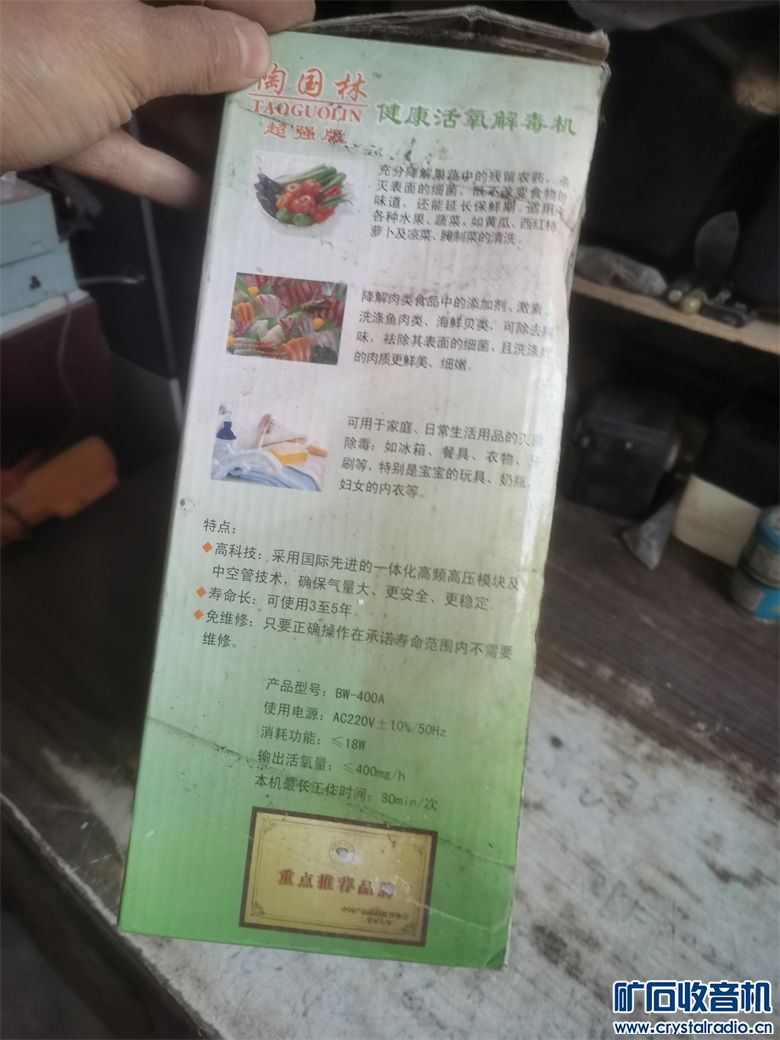 陶国林™
TAOGUOLIN
超强版
健康活氧解毒机
充分降解果蔬中的残留农药，杀
灭表面的细菌。既不改变食物的
味道，还能延长保鲜期。适用于
各种水果、蔬菜，如黄瓜、西红柿、
萝卜及凉菜、腌制菜的清洗。
降解肉类食品中的添加剂、激素，
洗涤鱼肉类、海鲜贝类，可除去
味，祛除其表面的细菌，且洗涤
的肉质更鲜美、细嫩。
可用于家庭、日常生活用品的灭菌
除毒：如冰箱、餐具、衣物、
刷等，特别是宝宝的玩具、奶瓶、
妇女的内衣等。
特点：
◆高科技：采用国际先进的一体化高频高压模块及
中空管技术，确保气量大、更安全、更稳定。
◆寿命长：可使用3至5年。
◆免维修：只要正确操作在承诺寿命范围内不需要
维修。
产品型号：BW-400A
使用电源：AC220V±10%/50Hz
消耗功能：≤18W
输出活氧量：≤400mg/h
本机最长工作时间：30min/次
重点推荐品牌
矿石收音机
www.crystalradio.cn